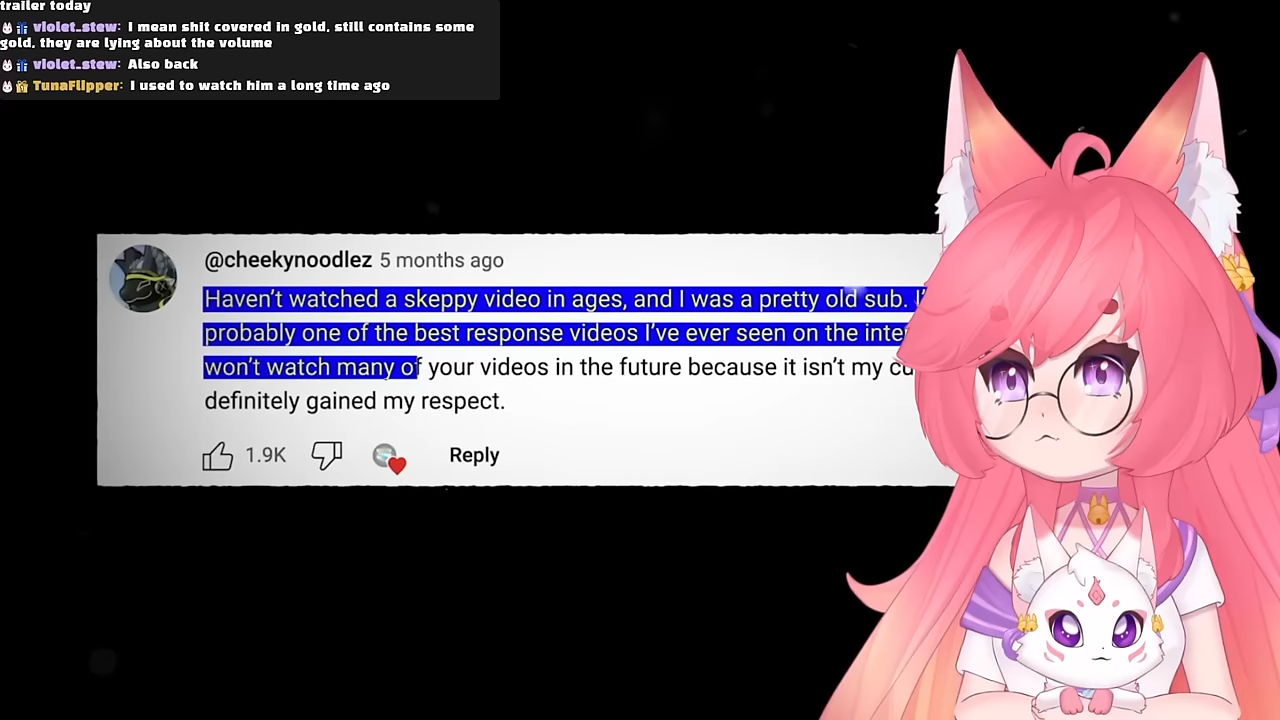 trailer today
violet_stew: I mean shit covered in gold, still contains some
gold, they are lying about the volume
violet_stew: Also back
TunaFlipper: I used to watch him a long time ago
@cheekynoodlez 5 months ago
Haven't watched a skeppy video in ages, and I was a pretty old sub.
probably one of the best response videos I've ever seen on the
won't watch many of your videos in the future because it isn't my
definitely gained my respect.
1.9K Reply